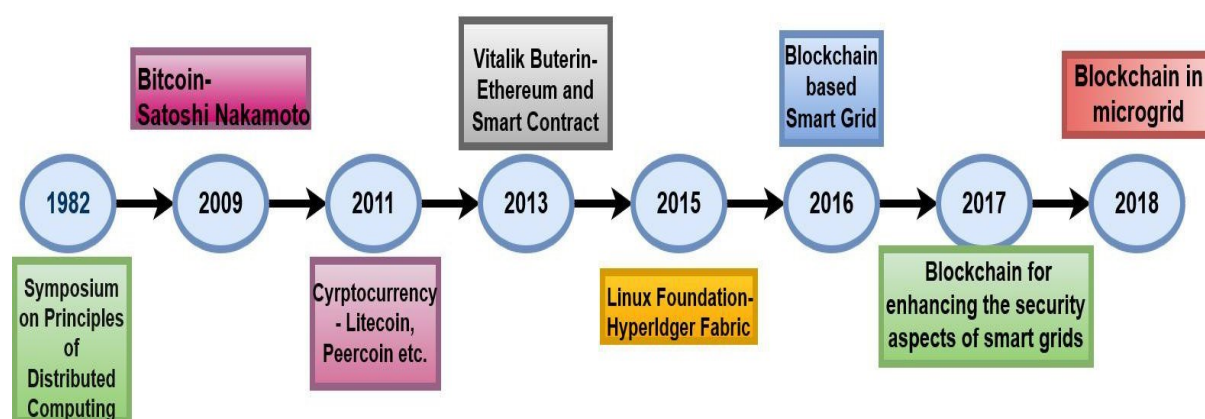 Bitcoin-
Satoshi Nakamoto
Vitalik Buterin-
Ethereum and
Smart Contract
Blockchain
based
Smart Grid
Blockchain in
microgrid
1982
2009
2011
2013
2015
2016
2017
2018
Symposium
on Principles
of
Distributed
Computing
Cyrptocurrency
- Litecoin,
Peercoin etc.
Linux Foundation-
Hyperldger Fabric
Blockchain for
enhancing the security
aspects of smart grids